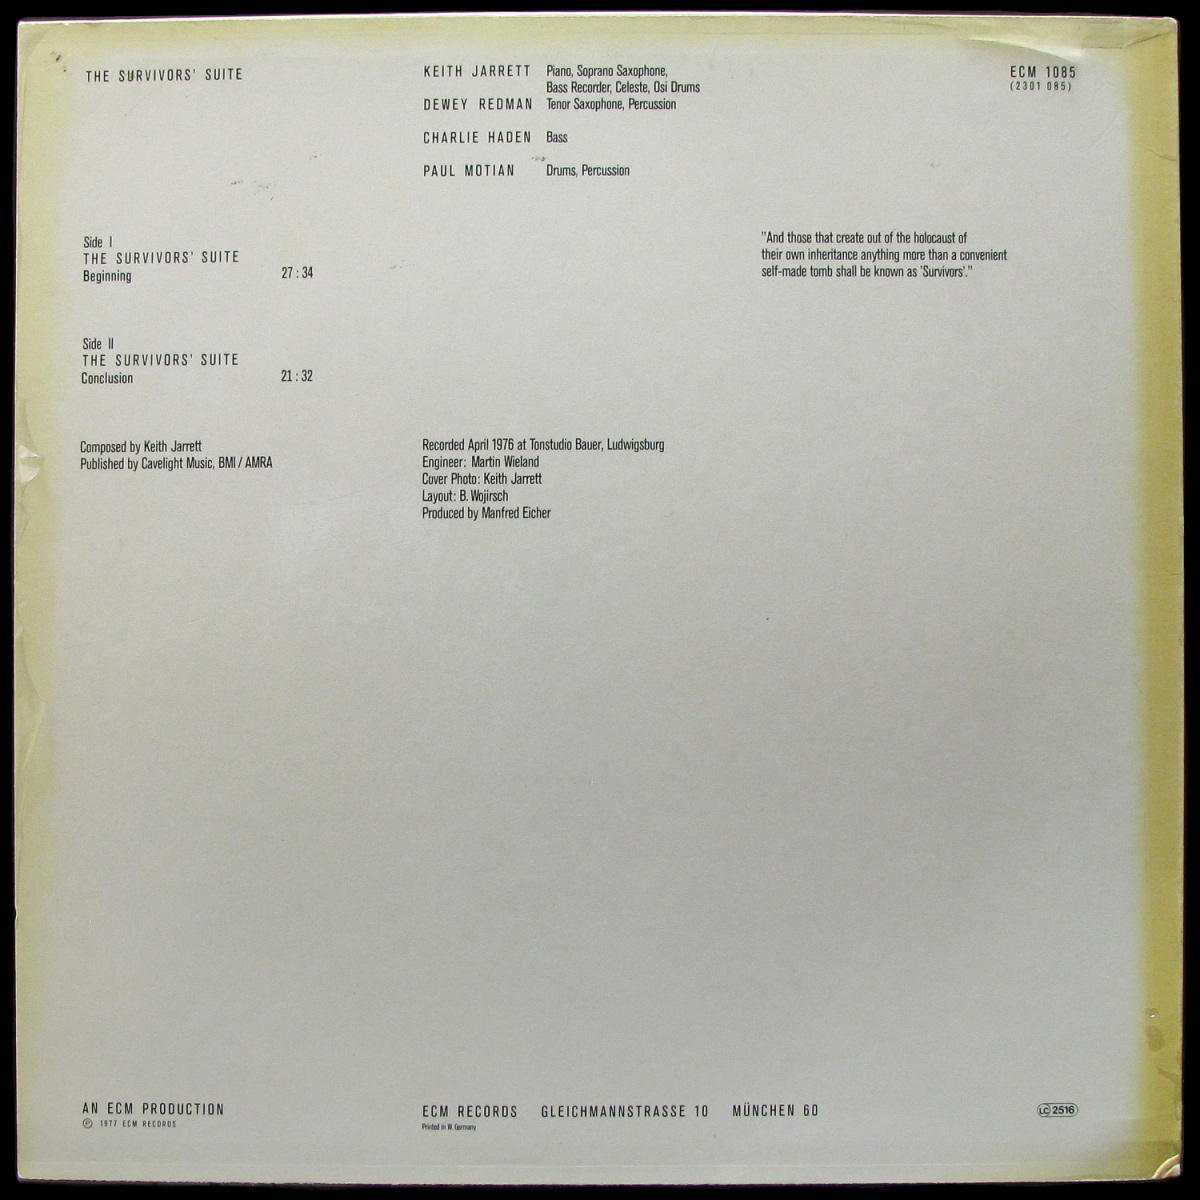 THE SURVIVORS' SUITE
KEITH JARRETT Piano, Soprano Saxophone,
Bass Recorder, Celeste, Osi Drums
DEWEY REDMAN Tenor Saxophone, Percussion
CHARLIE HADEN Bass
PAUL MOTIAN Drums, Percussion
ECM 1085
(2301 085)
Side I
THE SURVIVORS' SUITE
Beginning 27:34
"And those that create out of the holocaust of
their own inheritance anything more than a convenient
self-made tomb shall be known as 'Survivors'."
Side II
THE SURVIVORS' SUITE
Conclusion 21:32
Composed by Keith Jarrett
Published by Cavelight Music, BMI / AMRA
Recorded April 1976 at Tonstudio Bauer, Ludwigsburg
Engineer: Martin Wieland
Cover Photo: Keith Jarrett
Layout: B. Wojirsch
Produced by Manfred Eicher
AN ECM PRODUCTION
℗ 1977 ECM RECORDS
ECM RECORDS GLEICHMANNSTRASSE 10 MÜNCHEN 60
Printed in W. Germany
LC 2516